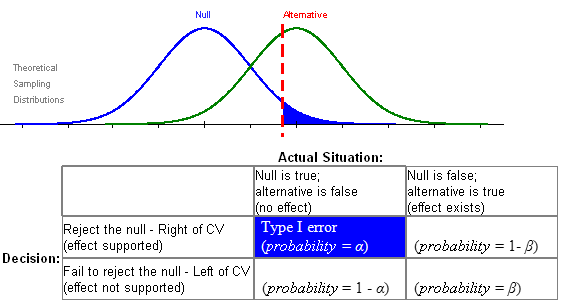 Null
Alternative
Theoretical
Sampling
Distributions
Actual Situation:
Null is true;
alternative is false
(no effect)
Null is false;
alternative is true
(effect exists)
Decision:
Reject the null - Right of CV
(effect supported)
Type I error
(probability = α)
(probability = 1- β)
Fail to reject the null - Left of CV
(effect not supported)
(probability = 1 - α)
(probability = β)